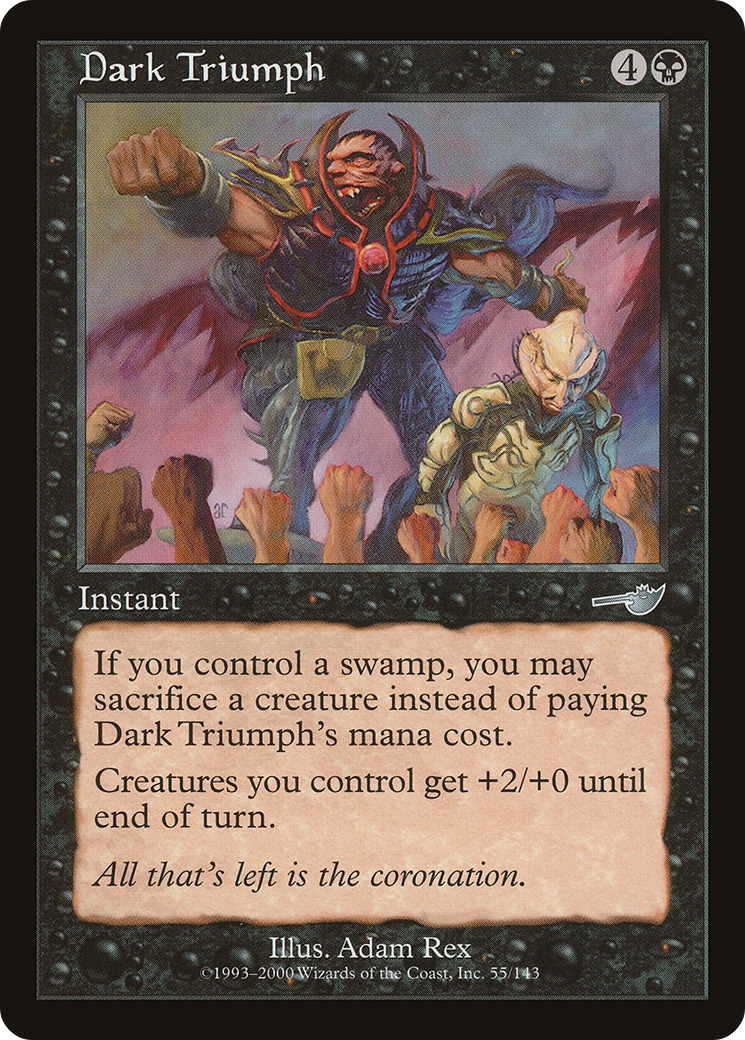 Dark Triumph 4
ar
Instant
If you control a swamp, you may
sacrifice a creature instead of paying
Dark Triumph's mana cost.
Creatures you control get +2/+0 until
end of turn.
All that's left is the coronation.
Illus. Adam Rex
©1993–2000 Wizards of the Coast, Inc. 55/143